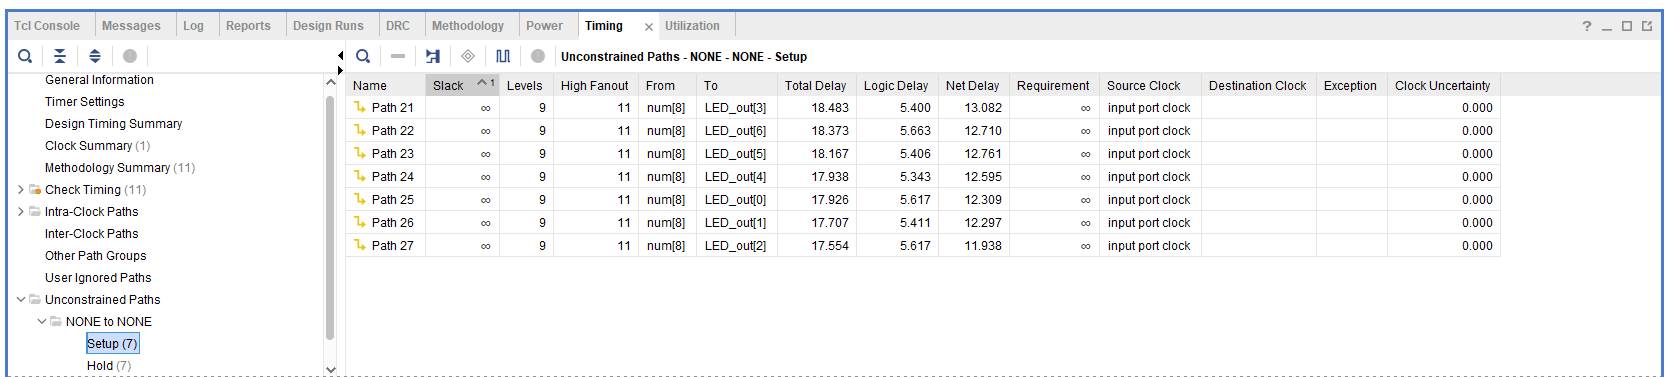 Tcl Console Messages Log Reports Design Runs DRC Methodology Power Timing × Utilization ?
Unconstrained Paths - NONE - NONE - Setup
General Information
Timer Settings
Design Timing Summary
Clock Summary (1)
Methodology Summary (11)
Check Timing (11)
Intra-Clock Paths
Inter-Clock Paths
Other Path Groups
User Ignored Paths
Unconstrained Paths
NONE to NONE
Setup (7)
Hold (7)
Name Slack 1 Levels High Fanout From To Total Delay Logic Delay Net Delay Requirement Source Clock Destination Clock Exception Clock Uncertainty
Path 21 ∞ 9 11 num[8] LED_out[3] 18.483 5.400 13.082 ∞ input port clock 0.000
Path 22 ∞ 9 11 num[8] LED_out[6] 18.373 5.663 12.710 ∞ input port clock 0.000
Path 23 ∞ 9 11 num[8] LED_out[5] 18.167 5.406 12.761 ∞ input port clock 0.000
Path 24 ∞ 9 11 num[8] LED_out[4] 17.938 5.343 12.595 ∞ input port clock 0.000
Path 25 ∞ 9 11 num[8] LED_out[0] 17.926 5.617 12.309 ∞ input port clock 0.000
Path 26 ∞ 9 11 num[8] LED_out[1] 17.707 5.411 12.297 ∞ input port clock 0.000
Path 27 ∞ 9 11 num[8] LED_out[2] 17.554 5.617 11.938 ∞ input port clock 0.000